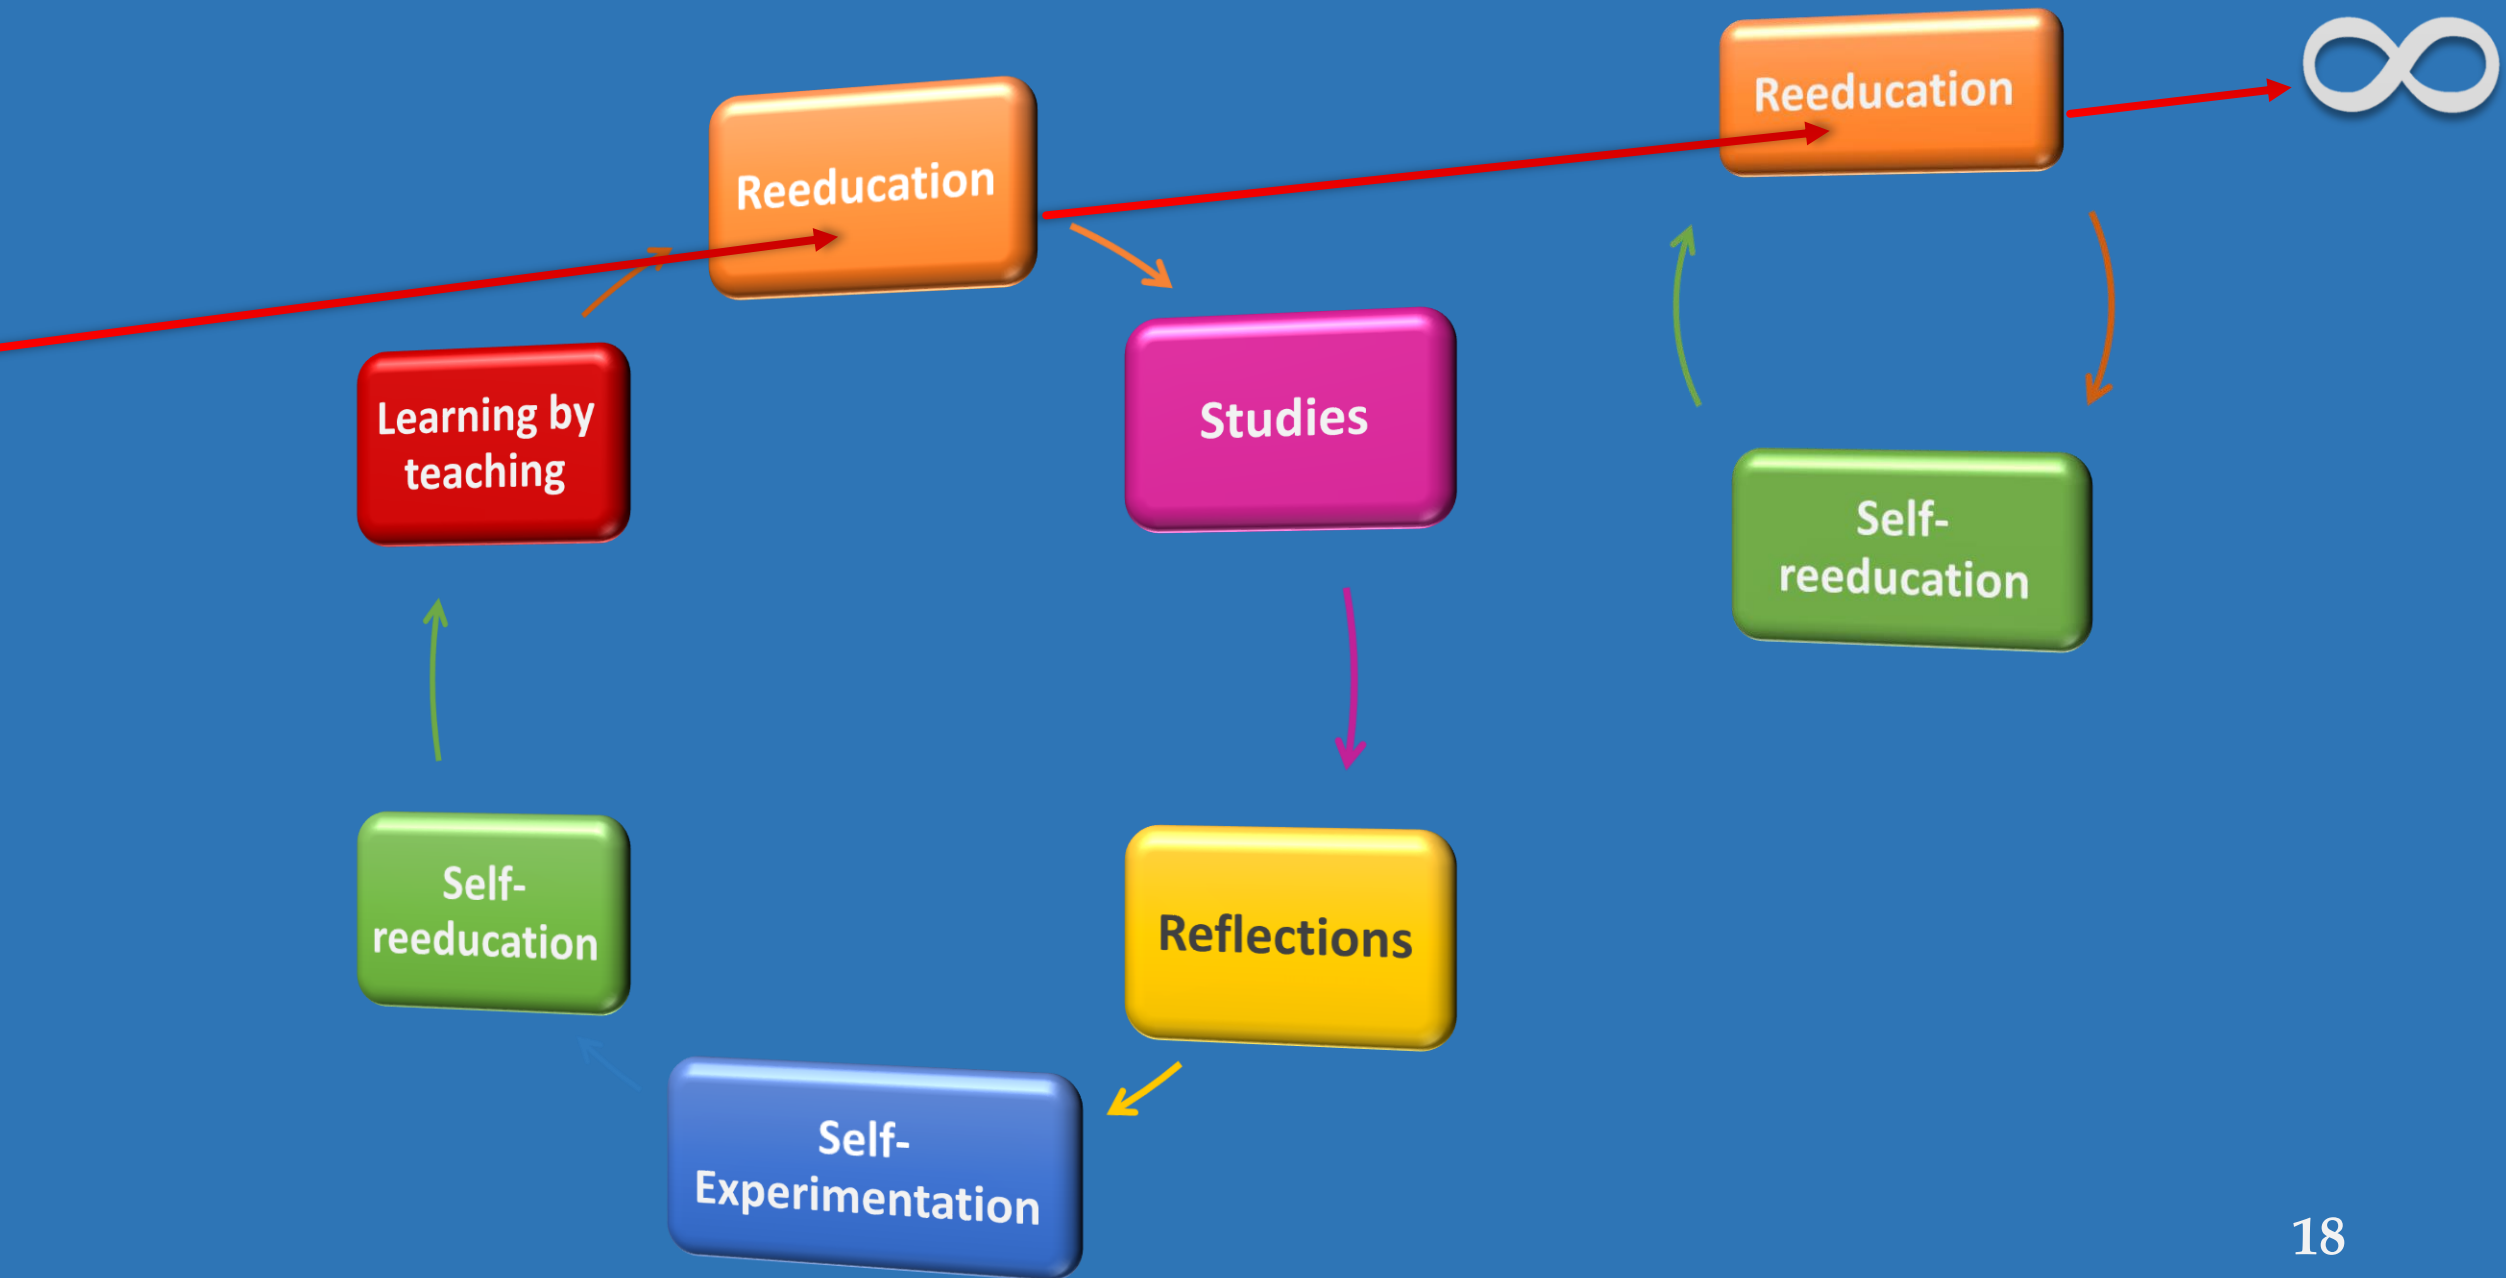 Reeducation
Studies
Reflections
Self-
Experimentation
Self-
reeducation
Learning by
teaching
Reeducation
Self-
reeducation
∞
18